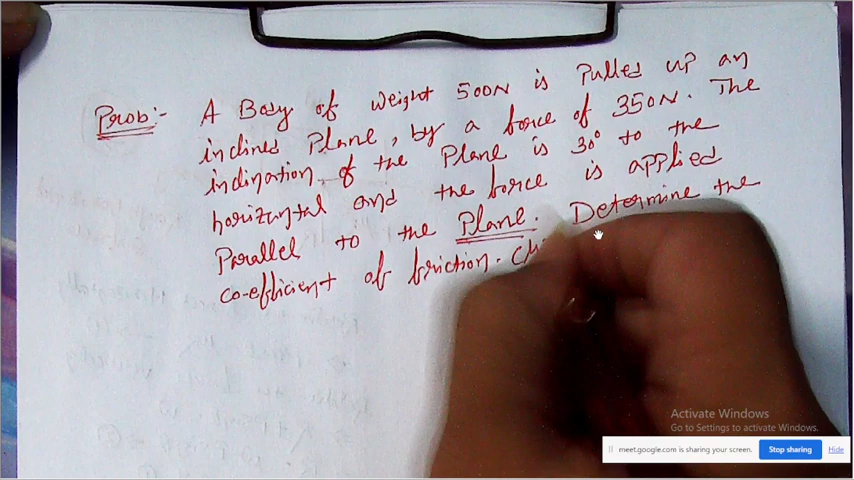 Prob:- A Body of weight 500N is Pulled up an
inclined Plane, by a force of 350N. The
inclination of the Plane is 30° to the
horizontal and the force is applied
Parallel to the Plane. Determine the
co-efficient of friction.
Activate Windows
Go to Settings to activate Windows.
meet.google.com is sharing your screen. Stop sharing Hide